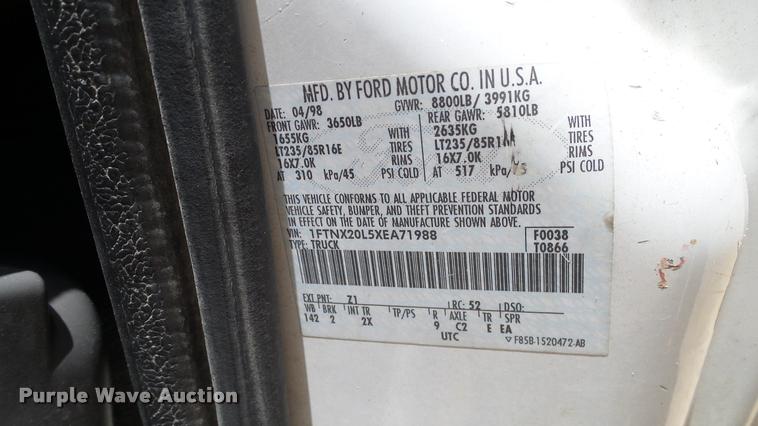 MFD. BY FORD MOTOR CO. IN U.S.A.
DATE: 04/98 GVWR: 8800LB/ 3991KG
FRONT GAWR: 3650LB REAR GAWR: 5810LB
1655KG WITH 2635KG WITH
LT235/85R16E TIRES LT235/85R16 TIRES
16X7.0K RIMS 16X7.0K RIMS
AT 310 kPa/45 PSI COLD AT 517 kPa/ PSI COLD
THIS VEHICLE CONFORMS TO ALL APPLICABLE FEDERAL MOTOR
VEHICLE SAFETY, BUMPER, AND THEFT PREVENTION STANDARDS
IN EFFECT ON THE DATE OF MANUFACTURE SHOWN ABOVE.
VIN: 1FTNX20L5XEA71988 F0038
TYPE: TRUCK T0866
EXT PNT: Z1 RC: 52 DSO:
WB BRK INT TR TP/PS R AXLE TR SPR
142 2 2X 9 C2 E EA
UTC F85B-1520472-AB
Purple Wave Auction